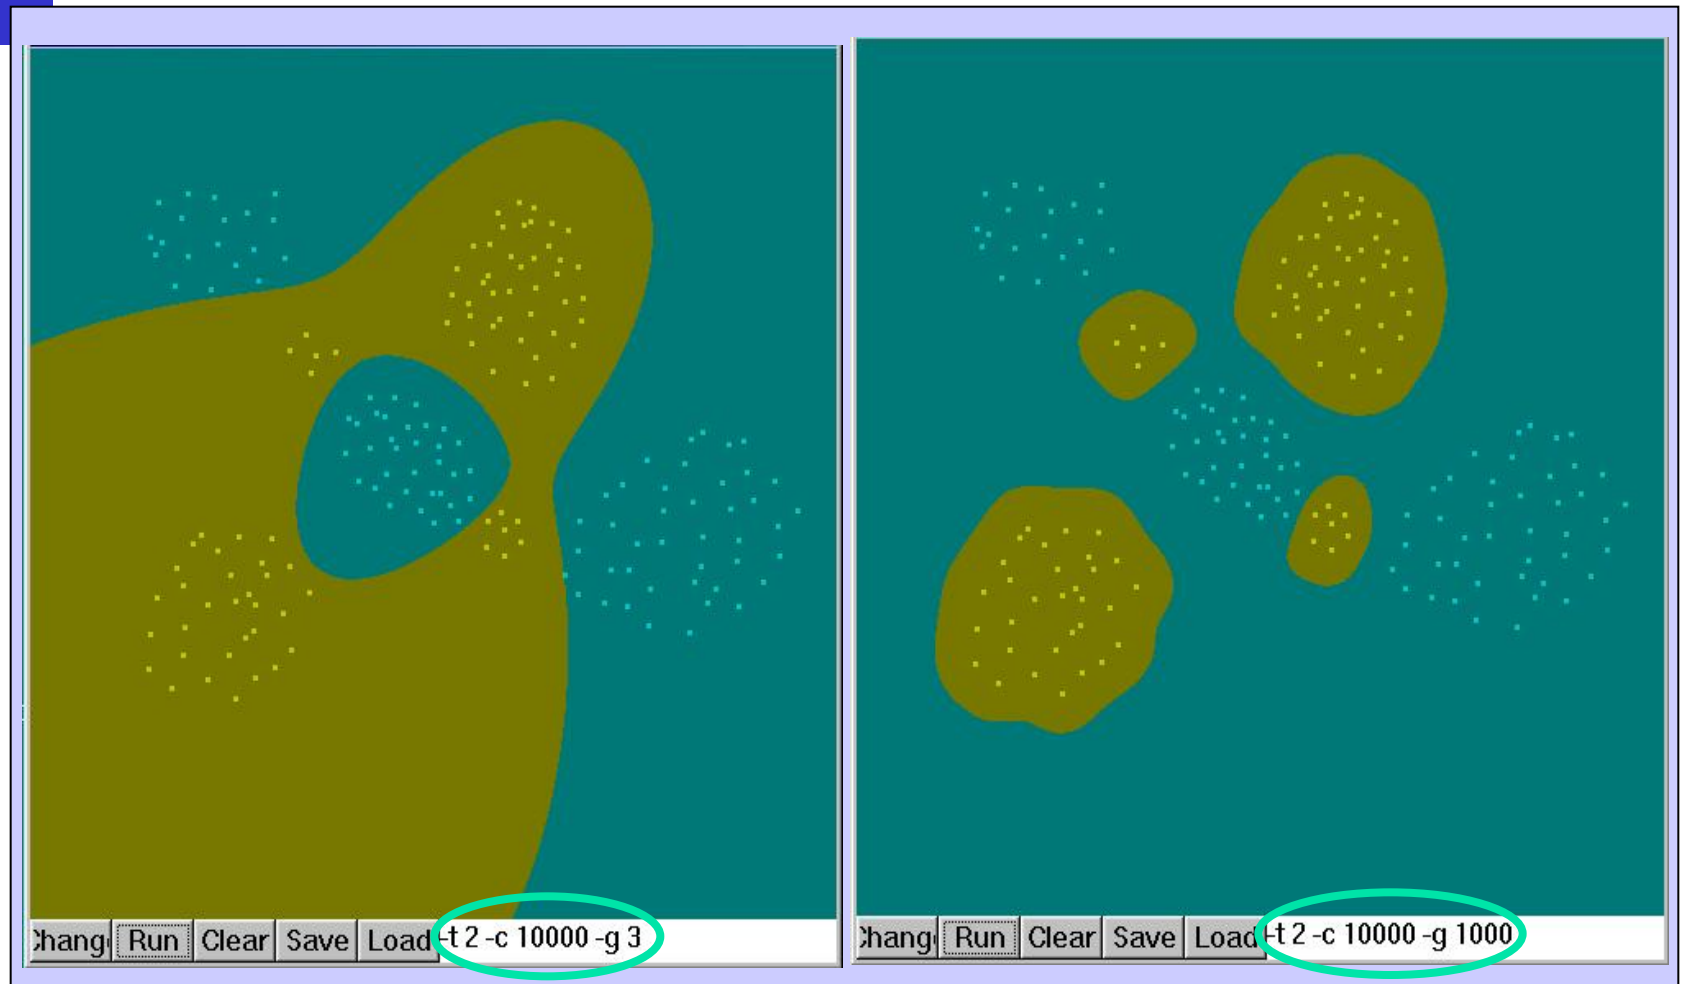 Chang Run Clear Save Load -t 2 -c 10000 -g 3
Chang Run Clear Save Load -t 2 -c 10000 -g 1000